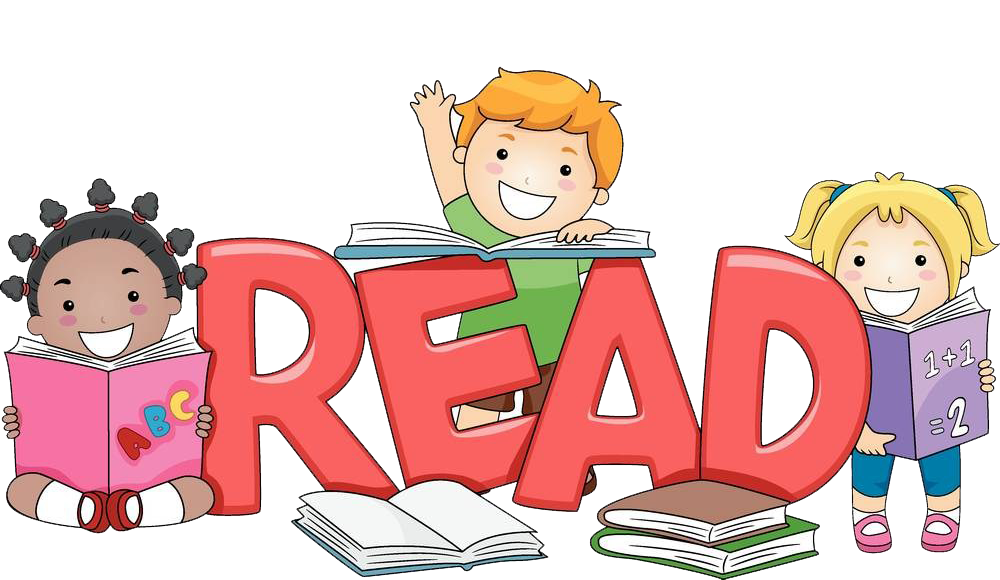 READ
ABC
1+1
=2